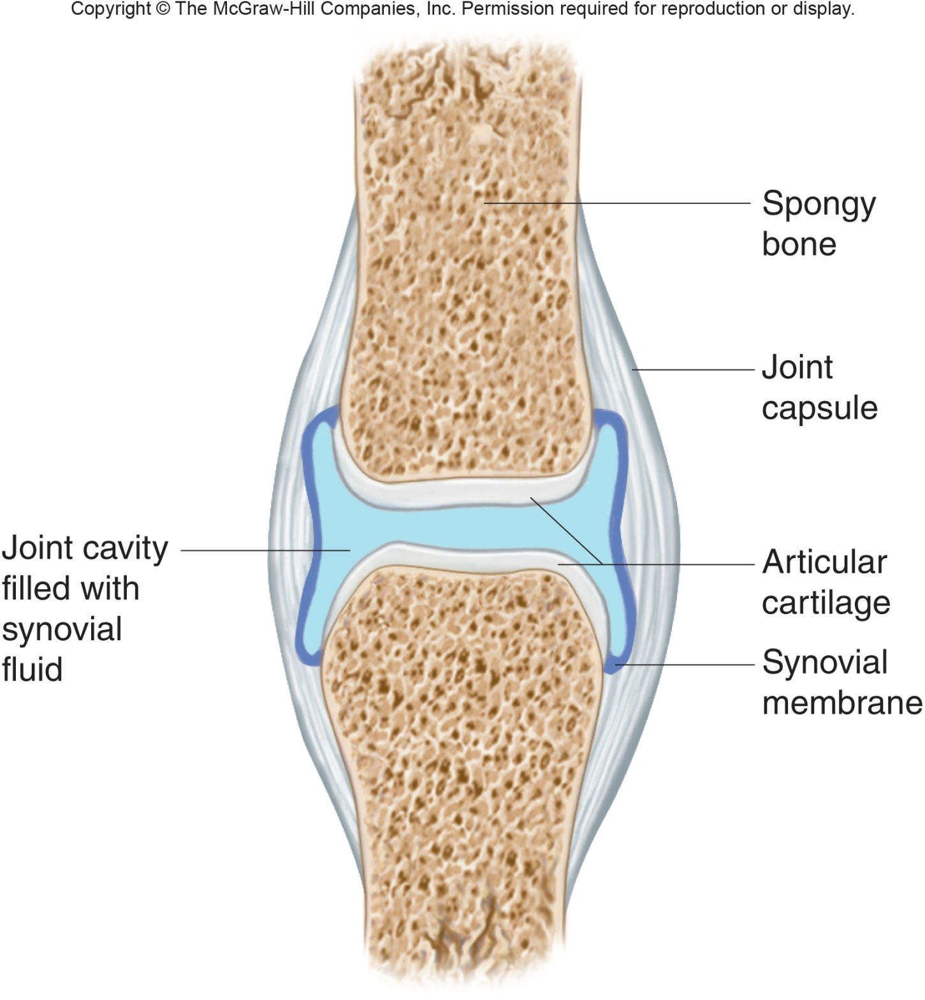 Copyright © The McGraw-Hill Companies, Inc. Permission required for reproduction or display.
Spongy
bone
Joint
capsule
Joint cavity
filled with
synovial
fluid
Articular
cartilage
Synovial
membrane